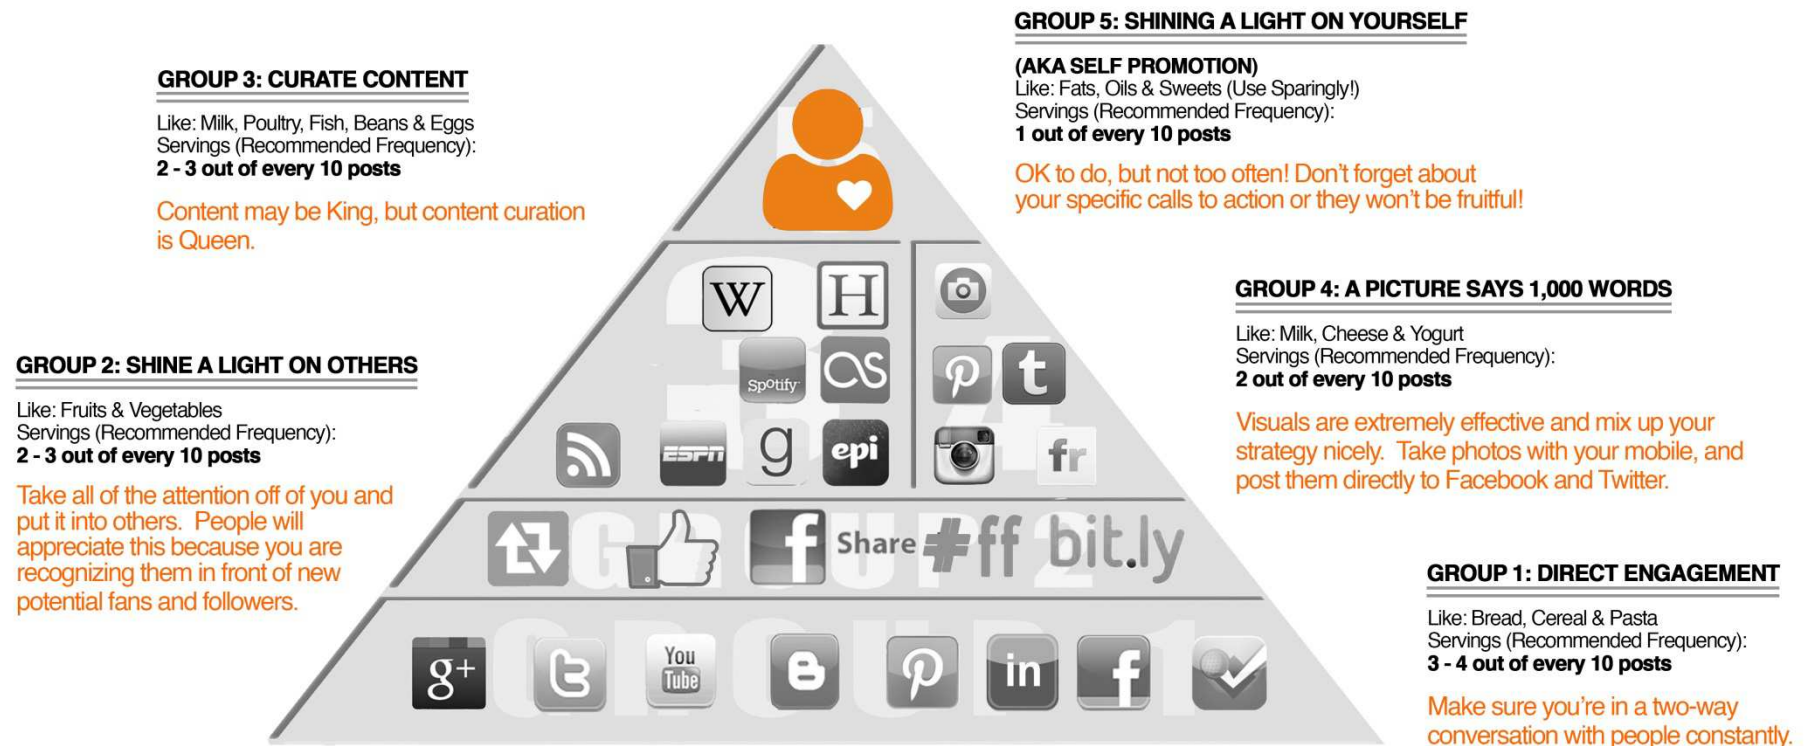 GROUP 5: SHINING A LIGHT ON YOURSELF
(AKA SELF PROMOTION)
Like: Fats, Oils & Sweets (Use Sparingly!)
Servings (Recommended Frequency):
1 out of every 10 posts
OK to do, but not too often! Don't forget about
your specific calls to action or they won't be fruitful!
GROUP 3: CURATE CONTENT
Like: Milk, Poultry, Fish, Beans & Eggs
Servings (Recommended Frequency):
2 - 3 out of every 10 posts
Content may be King, but content curation
is Queen.
GROUP 4: A PICTURE SAYS 1,000 WORDS
Like: Milk, Cheese & Yogurt
Servings (Recommended Frequency):
2 out of every 10 posts
Visuals are extremely effective and mix up your
strategy nicely.  Take photos with your mobile, and
post them directly to Facebook and Twitter.
GROUP 2: SHINE A LIGHT ON OTHERS
Like: Fruits & Vegetables
Servings (Recommended Frequency):
2 - 3 out of every 10 posts
Take all of the attention off of you and
put it into others.  People will
appreciate this because you are
recognizing them in front of new
potential fans and followers.
GROUP 1: DIRECT ENGAGEMENT
Like: Bread, Cereal & Pasta
Servings (Recommended Frequency):
3 - 4 out of every 10 posts
Make sure you're in a two-way
conversation with people constantly.
5
3
4
W H
Spotify
t
ESPN g epi fr
GROUP 2
f Share #ff bit.ly
GROUP 1
g+ t You Tube B in f